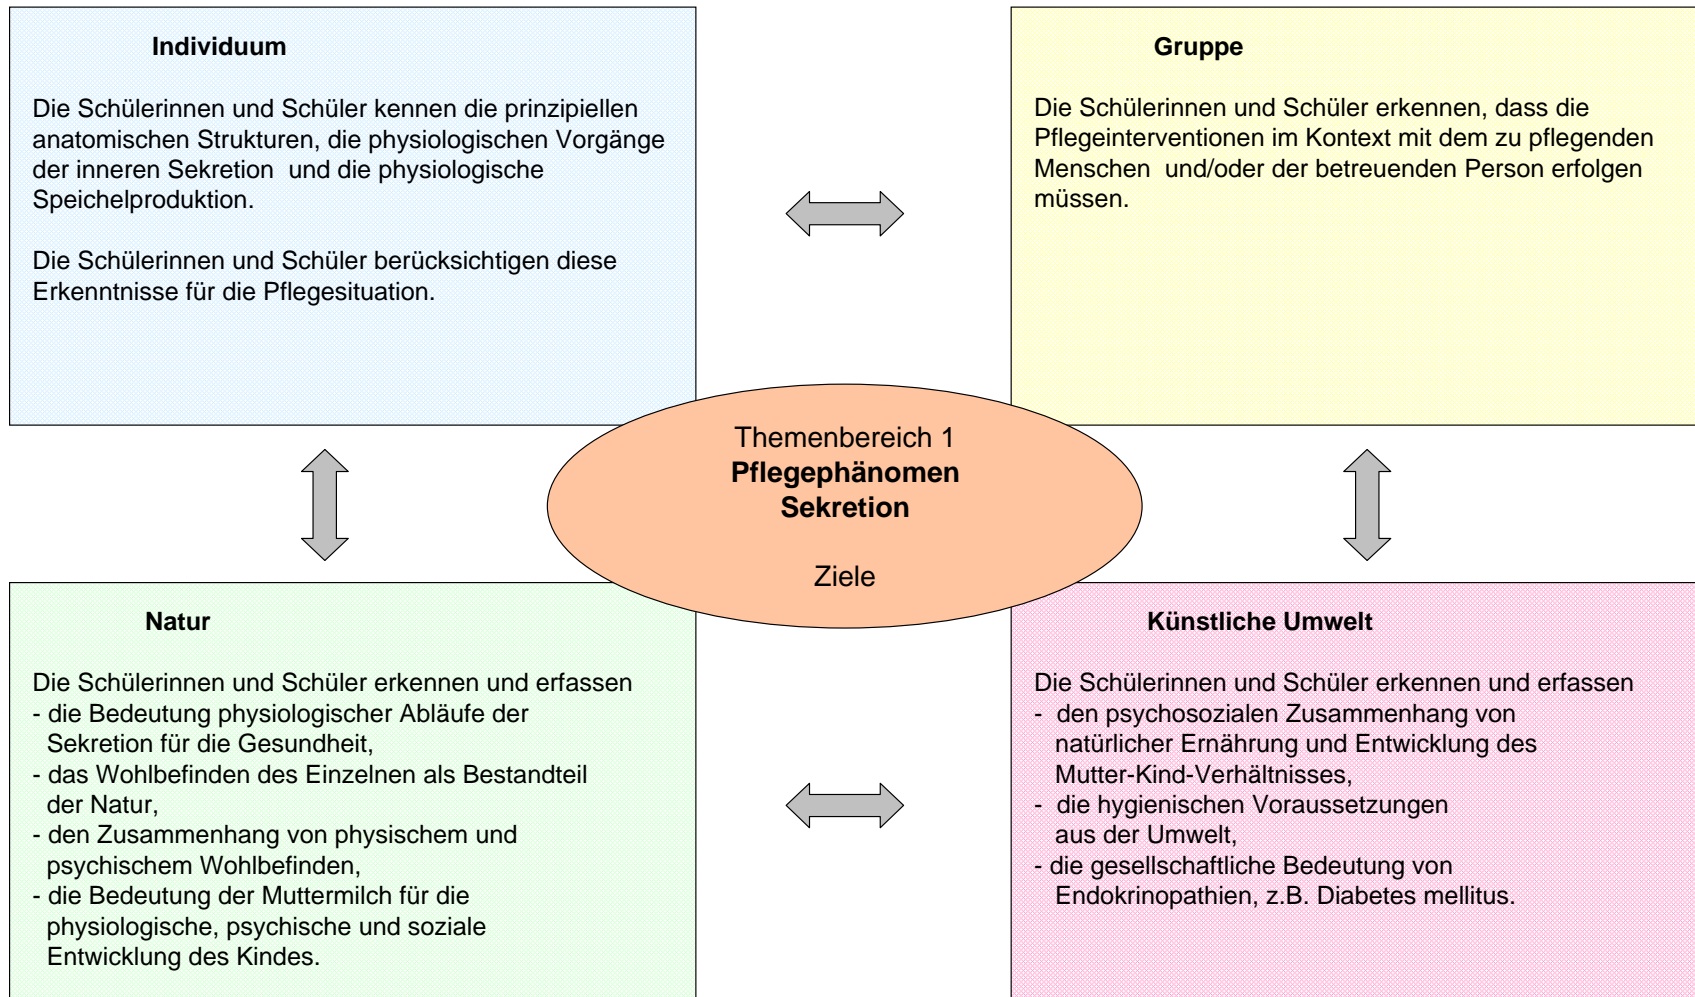 Individuum
Die Schülerinnen und Schüler kennen die prinzipiellen
anatomischen Strukturen, die physiologischen Vorgänge
der inneren Sekretion  und die physiologische
Speichelproduktion.
Die Schülerinnen und Schüler berücksichtigen diese
Erkenntnisse für die Pflegesituation.
Gruppe
Die Schülerinnen und Schüler erkennen, dass die
Pflegeinterventionen im Kontext mit dem zu pflegenden
Menschen  und/oder der betreuenden Person erfolgen
müssen.
Themenbereich 1
Pflegephänomen
Sekretion
Ziele
Natur
Die Schülerinnen und Schüler erkennen und erfassen
- die Bedeutung physiologischer Abläufe der
Sekretion für die Gesundheit,
- das Wohlbefinden des Einzelnen als Bestandteil
der Natur,
- den Zusammenhang von physischem und
psychischem Wohlbefinden,
- die Bedeutung der Muttermilch für die
physiologische, psychische und soziale
Entwicklung des Kindes.
Künstliche Umwelt
Die Schülerinnen und Schüler erkennen und erfassen
-  den psychosozialen Zusammenhang von
natürlicher Ernährung und Entwicklung des
Mutter-Kind-Verhältnisses,
-  die hygienischen Voraussetzungen
aus der Umwelt,
- die gesellschaftliche Bedeutung von
Endokrinopathien, z.B. Diabetes mellitus.